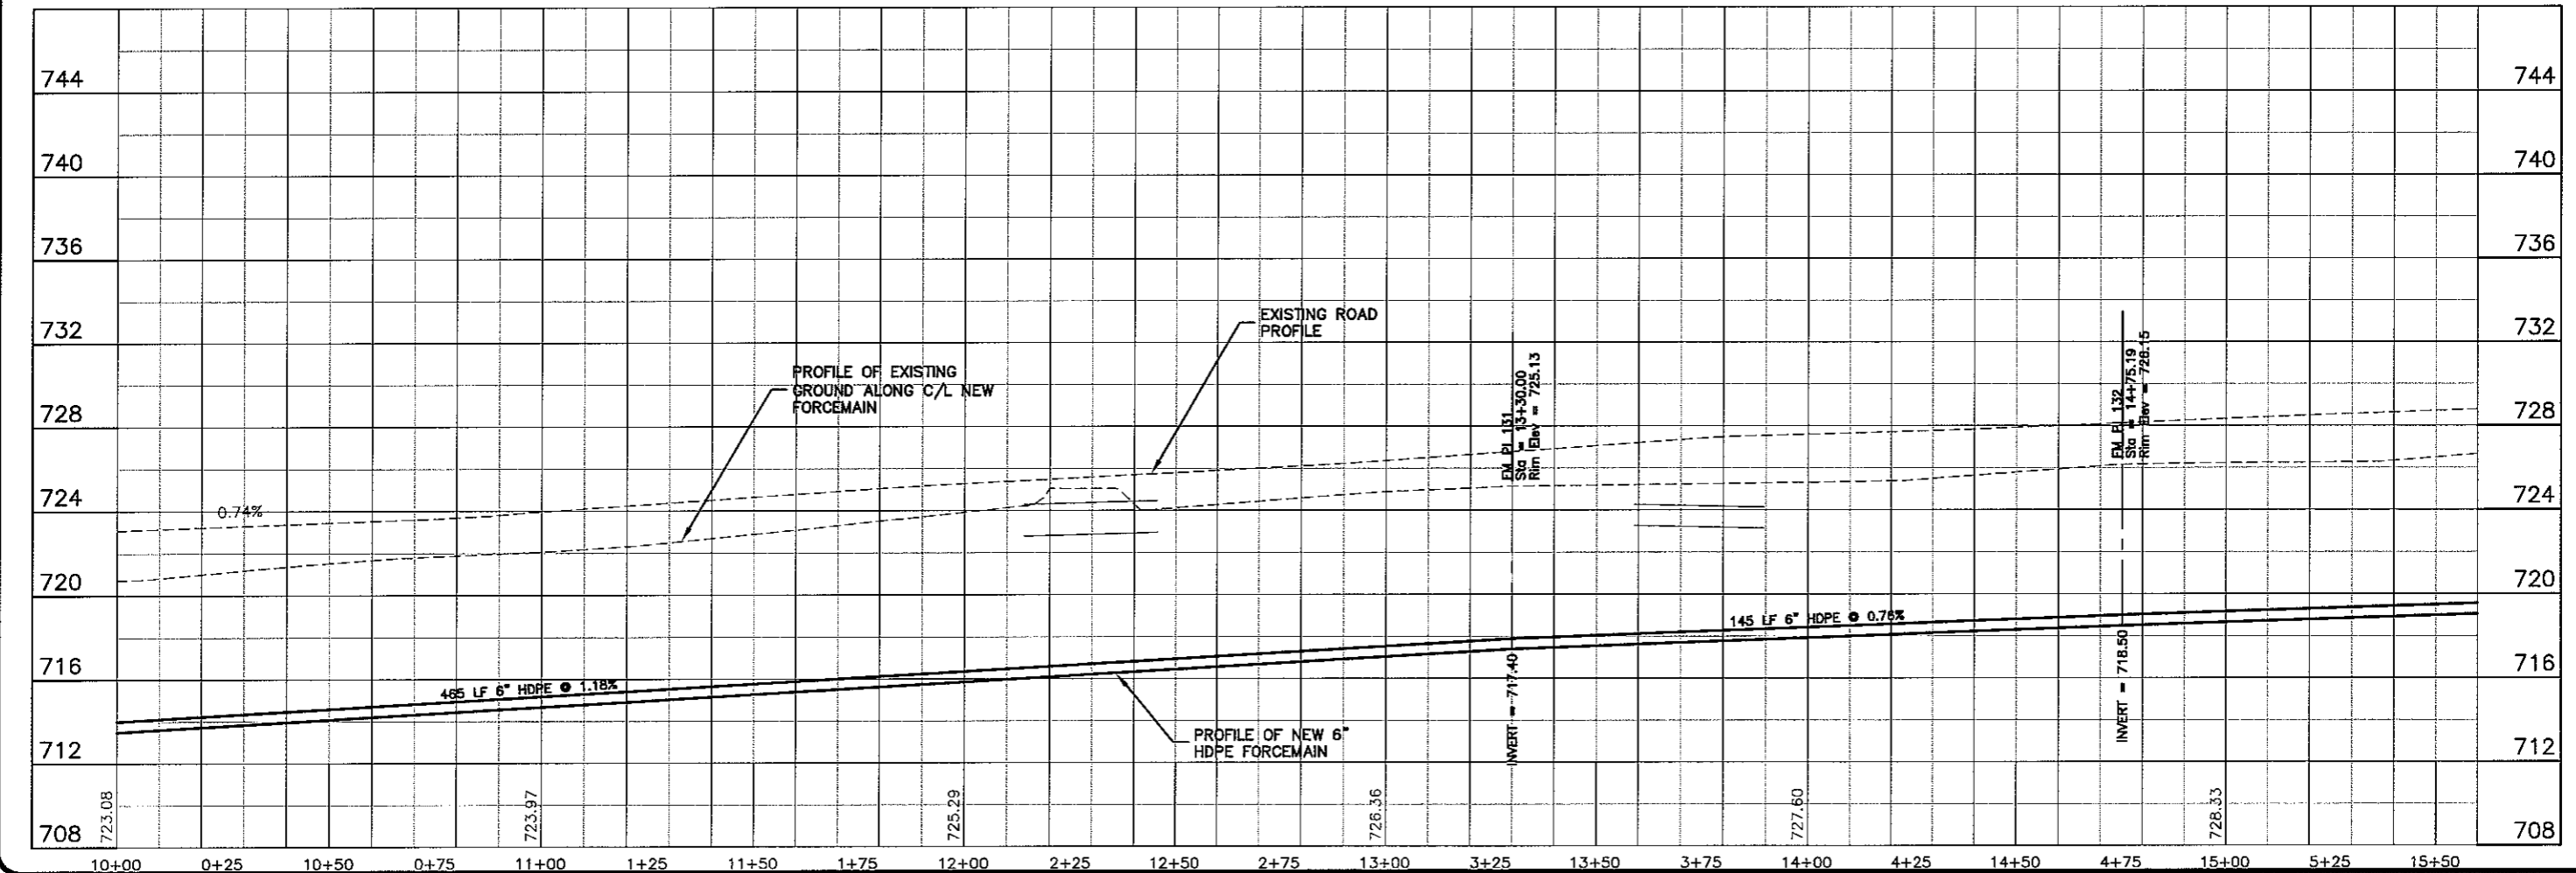 744 744
740 740
736 736
732 732
728 728
724 724
720 720
716 716
712 712
708 708
EXISTING ROAD
PROFILE
PROFILE OF EXISTING
GROUND ALONG C/L NEW
FORCEMAIN
FM PI 131
Sta = 13+30.00
Rim Elev = 725.13
FM PI 132
Sta = 14+75.19
Rim Elev = 726.15
0.74%
145 LF 6" HDPE @ 0.76%
465 LF 6" HDPE @ 1.18%
INVERT = 717.40
INVERT = 718.50
PROFILE OF NEW 6"
HDPE FORCEMAIN
723.08
723.97
725.29
726.36
727.60
728.33
10+00 0+25 10+50 0+75 11+00 1+25 11+50 1+75 12+00 2+25 12+50 2+75 13+00 3+25 13+50 3+75 14+00 4+25 14+50 4+75 15+00 5+25 15+50